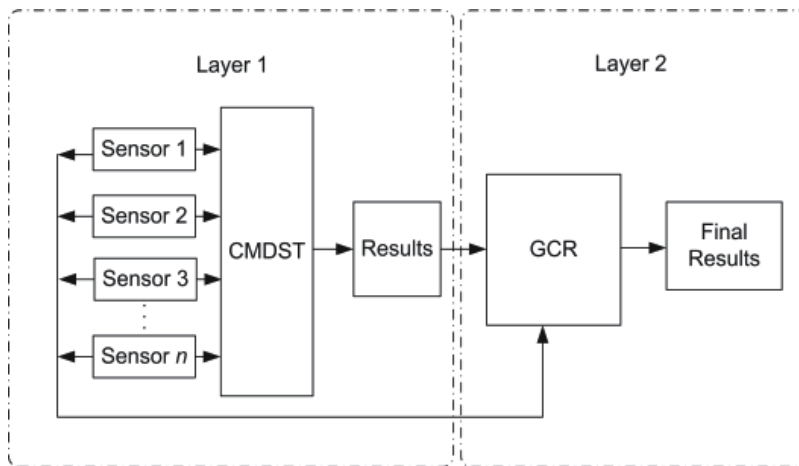 Layer 1
Layer 2
Sensor 1
Sensor 2
Sensor 3
Sensor n
CMDST
Results
GCR
Final
Results